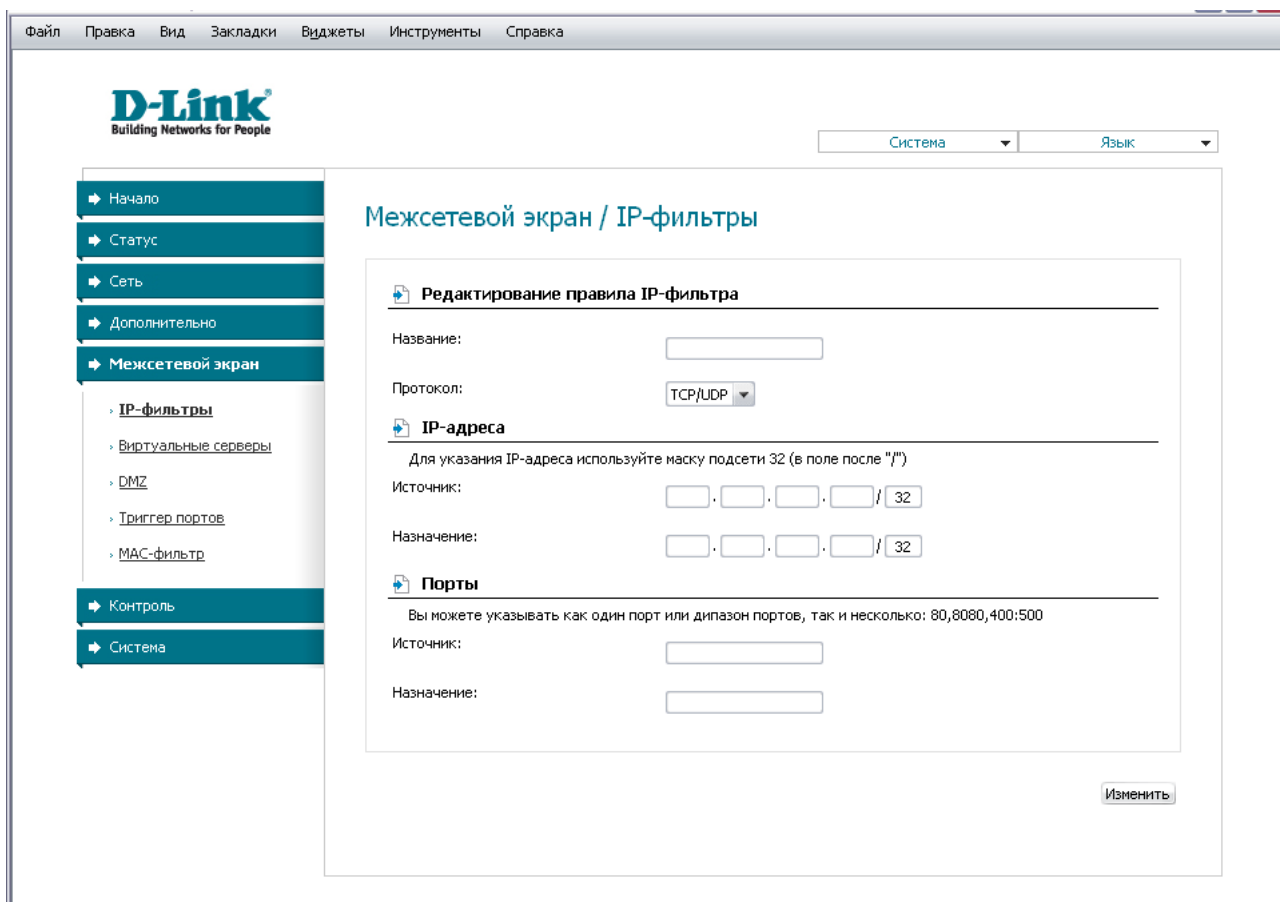 Файл Правка Вид Закладки Виджеты Инструменты Справка
D-Link®
Building Networks for People
Система Язык
Начало
Статус
Сеть
Дополнительно
Межсетевой экран
IP-фильтры
Виртуальные серверы
DMZ
Триггер портов
MAC-фильтр
Контроль
Система
Межсетевой экран / IP-фильтры
Редактирование правила IP-фильтра
Название:
Протокол: TCP/UDP
IP-адреса
Для указания IP-адреса используйте маску подсети 32 (в поле после "/")
Источник: . . . / 32
Назначение: . . . / 32
Порты
Вы можете указывать как один порт или дипазон портов, так и несколько: 80,8080,400:500
Источник:
Назначение:
Изменить